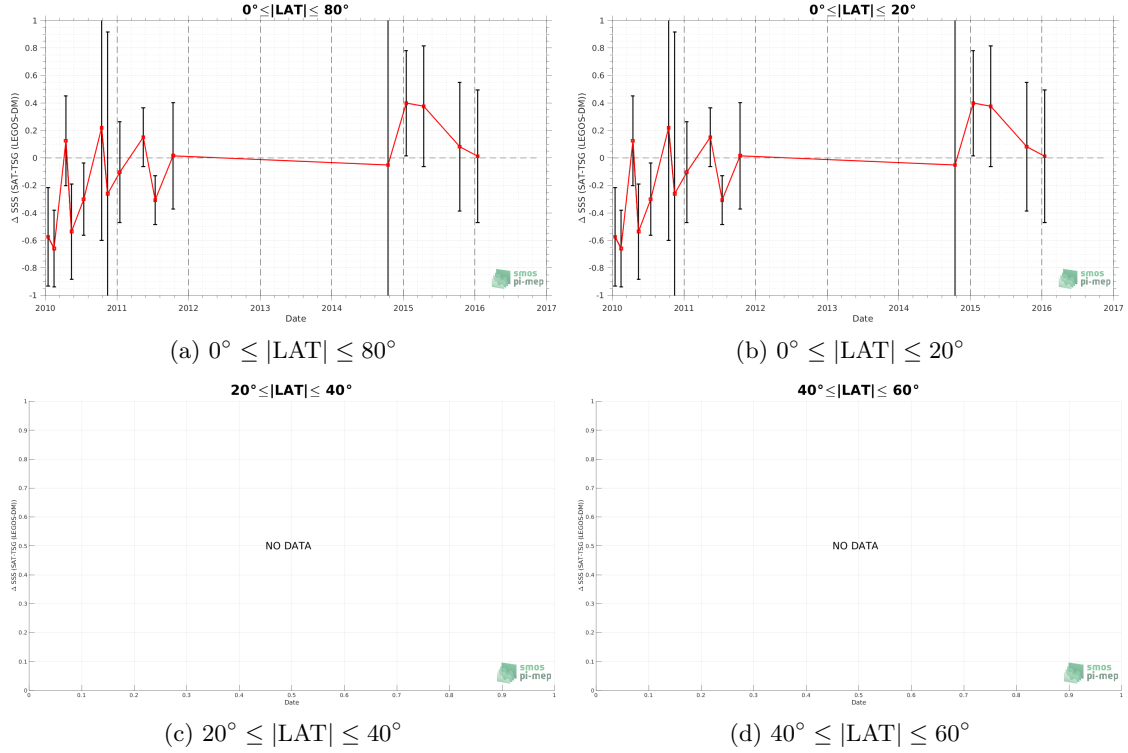 0°≤|LAT|≤ 80°
Δ SSS (SAT-TSG (LEGOS-DM))
1
0.8
0.6
0.4
0.2
0
-0.2
-0.4
-0.6
-0.8
-1
2010 2011 2012 2013 2014 2015 2016 2017
Date
smos
pi-mep
(a) 0° ≤ |LAT| ≤ 80°
0°≤|LAT|≤ 20°
Δ SSS (SAT-TSG (LEGOS-DM))
1
0.8
0.6
0.4
0.2
0
-0.2
-0.4
-0.6
-0.8
-1
2010 2011 2012 2013 2014 2015 2016 2017
Date
smos
pi-mep
(b) 0° ≤ |LAT| ≤ 20°
20°≤|LAT|≤ 40°
Δ SSS (SAT-TSG (LEGOS-DM))
1
0.9
0.8
0.7
0.6
0.5
0.4
0.3
0.2
0.1
0
NO DATA
0 0.1 0.2 0.3 0.4 0.5 0.6 0.7 0.8 0.9 1
Date
smos
pi-mep
(c) 20° ≤ |LAT| ≤ 40°
40°≤|LAT|≤ 60°
Δ SSS (SAT-TSG (LEGOS-DM))
1
0.9
0.8
0.7
0.6
0.5
0.4
0.3
0.2
0.1
0
NO DATA
0 0.1 0.2 0.3 0.4 0.5 0.6 0.7 0.8 0.9 1
Date
smos
pi-mep
(d) 40° ≤ |LAT| ≤ 60°